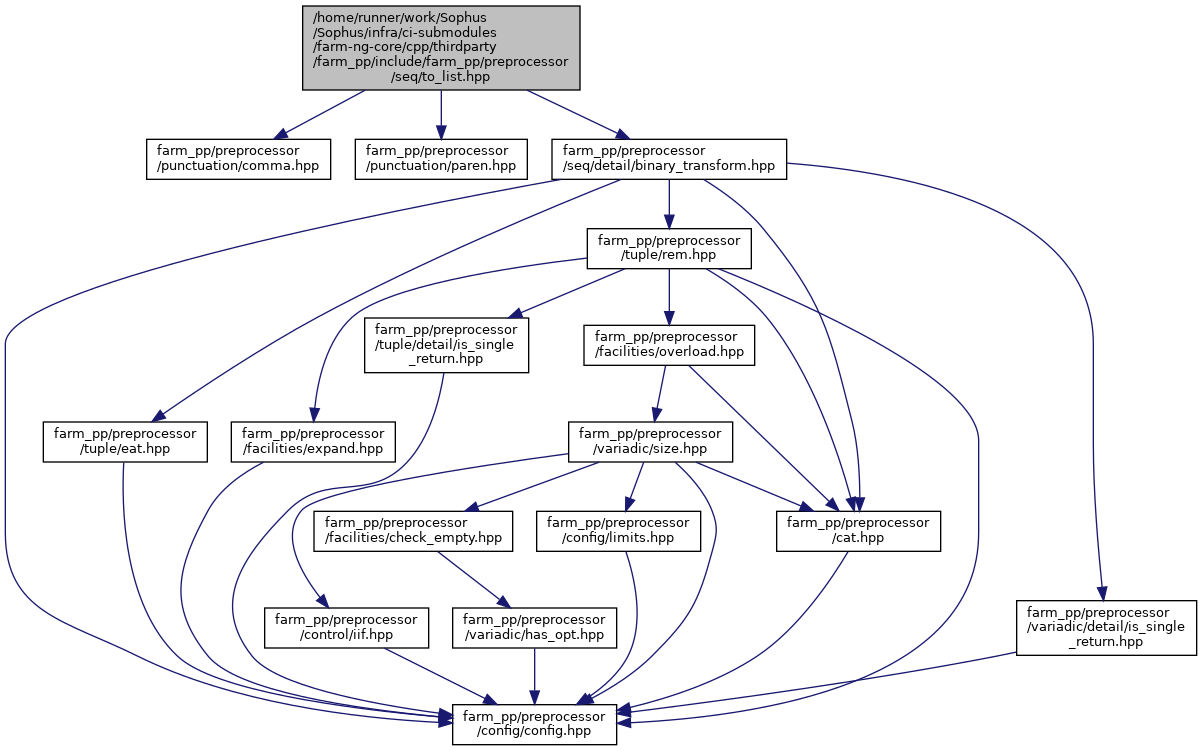 /home/runner/work/Sophus
/Sophus/infra/ci-submodules
/farm-ng-core/cpp/thirdparty
/farm_pp/include/farm_pp/preprocessor
/seq/to_list.hpp
farm_pp/preprocessor
/punctuation/comma.hpp
farm_pp/preprocessor
/punctuation/paren.hpp
farm_pp/preprocessor
/seq/detail/binary_transform.hpp
farm_pp/preprocessor
/tuple/rem.hpp
farm_pp/preprocessor
/tuple/detail/is_single
_return.hpp
farm_pp/preprocessor
/facilities/overload.hpp
farm_pp/preprocessor
/tuple/eat.hpp
farm_pp/preprocessor
/facilities/expand.hpp
farm_pp/preprocessor
/variadic/size.hpp
farm_pp/preprocessor
/facilities/check_empty.hpp
farm_pp/preprocessor
/config/limits.hpp
farm_pp/preprocessor
/cat.hpp
farm_pp/preprocessor
/control/iif.hpp
farm_pp/preprocessor
/variadic/has_opt.hpp
farm_pp/preprocessor
/variadic/detail/is_single
_return.hpp
farm_pp/preprocessor
/config/config.hpp